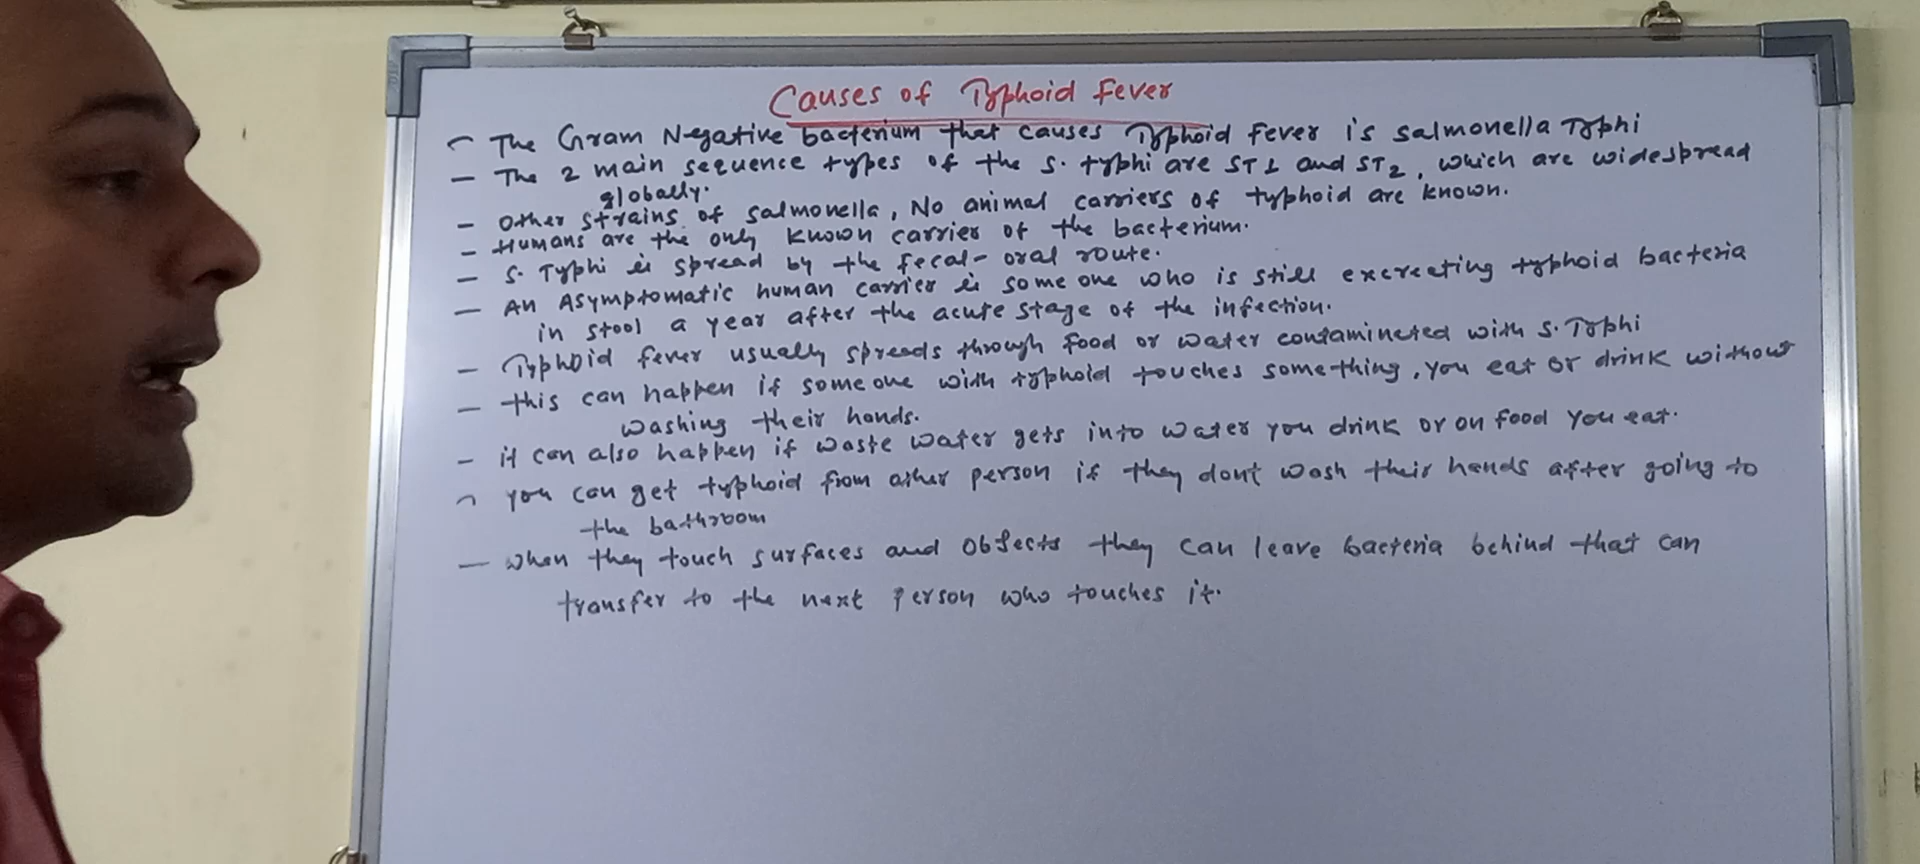 Causes of Typhoid Fever
- The Gram Negative bacterium that causes Typhoid Fever is salmonella Typhi
- The 2 main sequence types of the S. typhi are ST1 and ST2, which are widespread
globally.
- Other strains of salmonella, No animal carriers of typhoid are known.
- Humans are the only known carrier of the bacterium.
- S. Typhi is spread by the fecal-oral route.
- An Asymptomatic human carrier is some one who is still excreating typhoid bacteria
in stool a year after the acute stage of the infection.
- Typhoid fever usually spreads through food or water contaminated with S. Typhi
- this can happen if someone with typhoid touches something, you eat or drink without
washing their hands.
- it can also happen if waste water gets into water you drink or on food you eat.
- you can get typhoid from other person if they dont wash their hands after going to
the bathroom
- when they touch surfaces and objects they can leave bacteria behind that can
transfer to the next person who touches it.